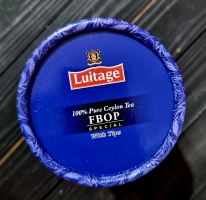 Luitage
100% Pure Ceylon Tea
FBOP
SPECIAL
With Tips